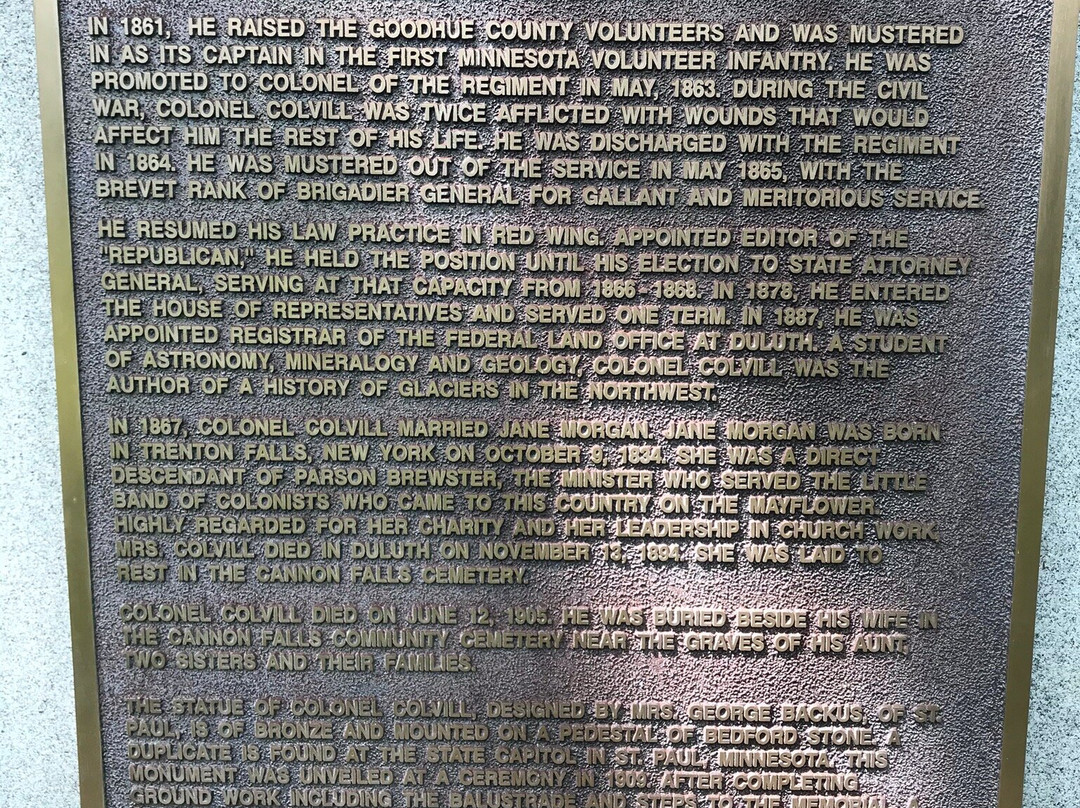 IN 1861, HE RAISED THE GOODHUE COUNTY VOLUNTEERS AND WAS MUSTERED
IN AS ITS CAPTAIN IN THE FIRST MINNESOTA VOLUNTEER INFANTRY. HE WAS
PROMOTED TO COLONEL OF THE REGIMENT IN MAY, 1863. DURING THE CIVIL
WAR, COLONEL COLVILL WAS TWICE AFFLICTED WITH WOUNDS THAT WOULD
AFFECT HIM THE REST OF HIS LIFE. HE WAS DISCHARGED WITH THE REGIMENT
IN 1864. HE WAS MUSTERED OUT OF THE SERVICE IN MAY 1865, WITH THE
BREVET RANK OF BRIGADIER GENERAL FOR GALLANT AND MERITORIOUS SERVICE.
HE RESUMED HIS LAW PRACTICE IN RED WING. APPOINTED EDITOR OF THE
"REPUBLICAN," HE HELD THE POSITION UNTIL HIS ELECTION TO STATE ATTORNEY
GENERAL, SERVING AT THAT CAPACITY FROM 1866-1868. IN 1878, HE ENTERED
THE HOUSE OF REPRESENTATIVES AND SERVED ONE TERM. IN 1887, HE WAS
APPOINTED REGISTRAR OF THE FEDERAL LAND OFFICE AT DULUTH. A STUDENT
OF ASTRONOMY, MINERALOGY AND GEOLOGY, COLONEL COLVILL WAS THE
AUTHOR OF A HISTORY OF GLACIERS IN THE NORTHWEST.
IN 1867, COLONEL COLVILL MARRIED JANE MORGAN. JANE MORGAN WAS BORN
IN TRENTON FALLS, NEW YORK ON OCTOBER 9, 1834. SHE WAS A DIRECT
DESCENDANT OF PARSON BREWSTER, THE MINISTER WHO SERVED THE LITTLE
BAND OF COLONISTS WHO CAME TO THIS COUNTRY ON THE MAYFLOWER.
HIGHLY REGARDED FOR HER CHARITY AND HER LEADERSHIP IN CHURCH WORK,
MRS. COLVILL DIED IN DULUTH ON NOVEMBER 13, 1894. SHE WAS LAID TO
REST IN THE CANNON FALLS CEMETERY.
COLONEL COLVILL DIED ON JUNE 12, 1905. HE WAS BURIED BESIDE HIS WIFE IN
THE CANNON FALLS COMMUNITY CEMETERY NEAR THE GRAVES OF HIS AUNT,
TWO SISTERS AND THEIR FAMILIES.
THE STATUE OF COLONEL COLVILL, DESIGNED BY MRS. GEORGE BACKUS, OF ST.
PAUL, IS OF BRONZE AND MOUNTED ON A PEDESTAL OF BEDFORD STONE. A
DUPLICATE IS FOUND AT THE STATE CAPITOL IN ST. PAUL, MINNESOTA. THIS
MONUMENT WAS UNVEILED AT A CEREMONY IN 1909. AFTER COMPLETING
GROUND WORK INCLUDING THE BALUSTRADE AND STEPS TO THE MEMORIAL, A